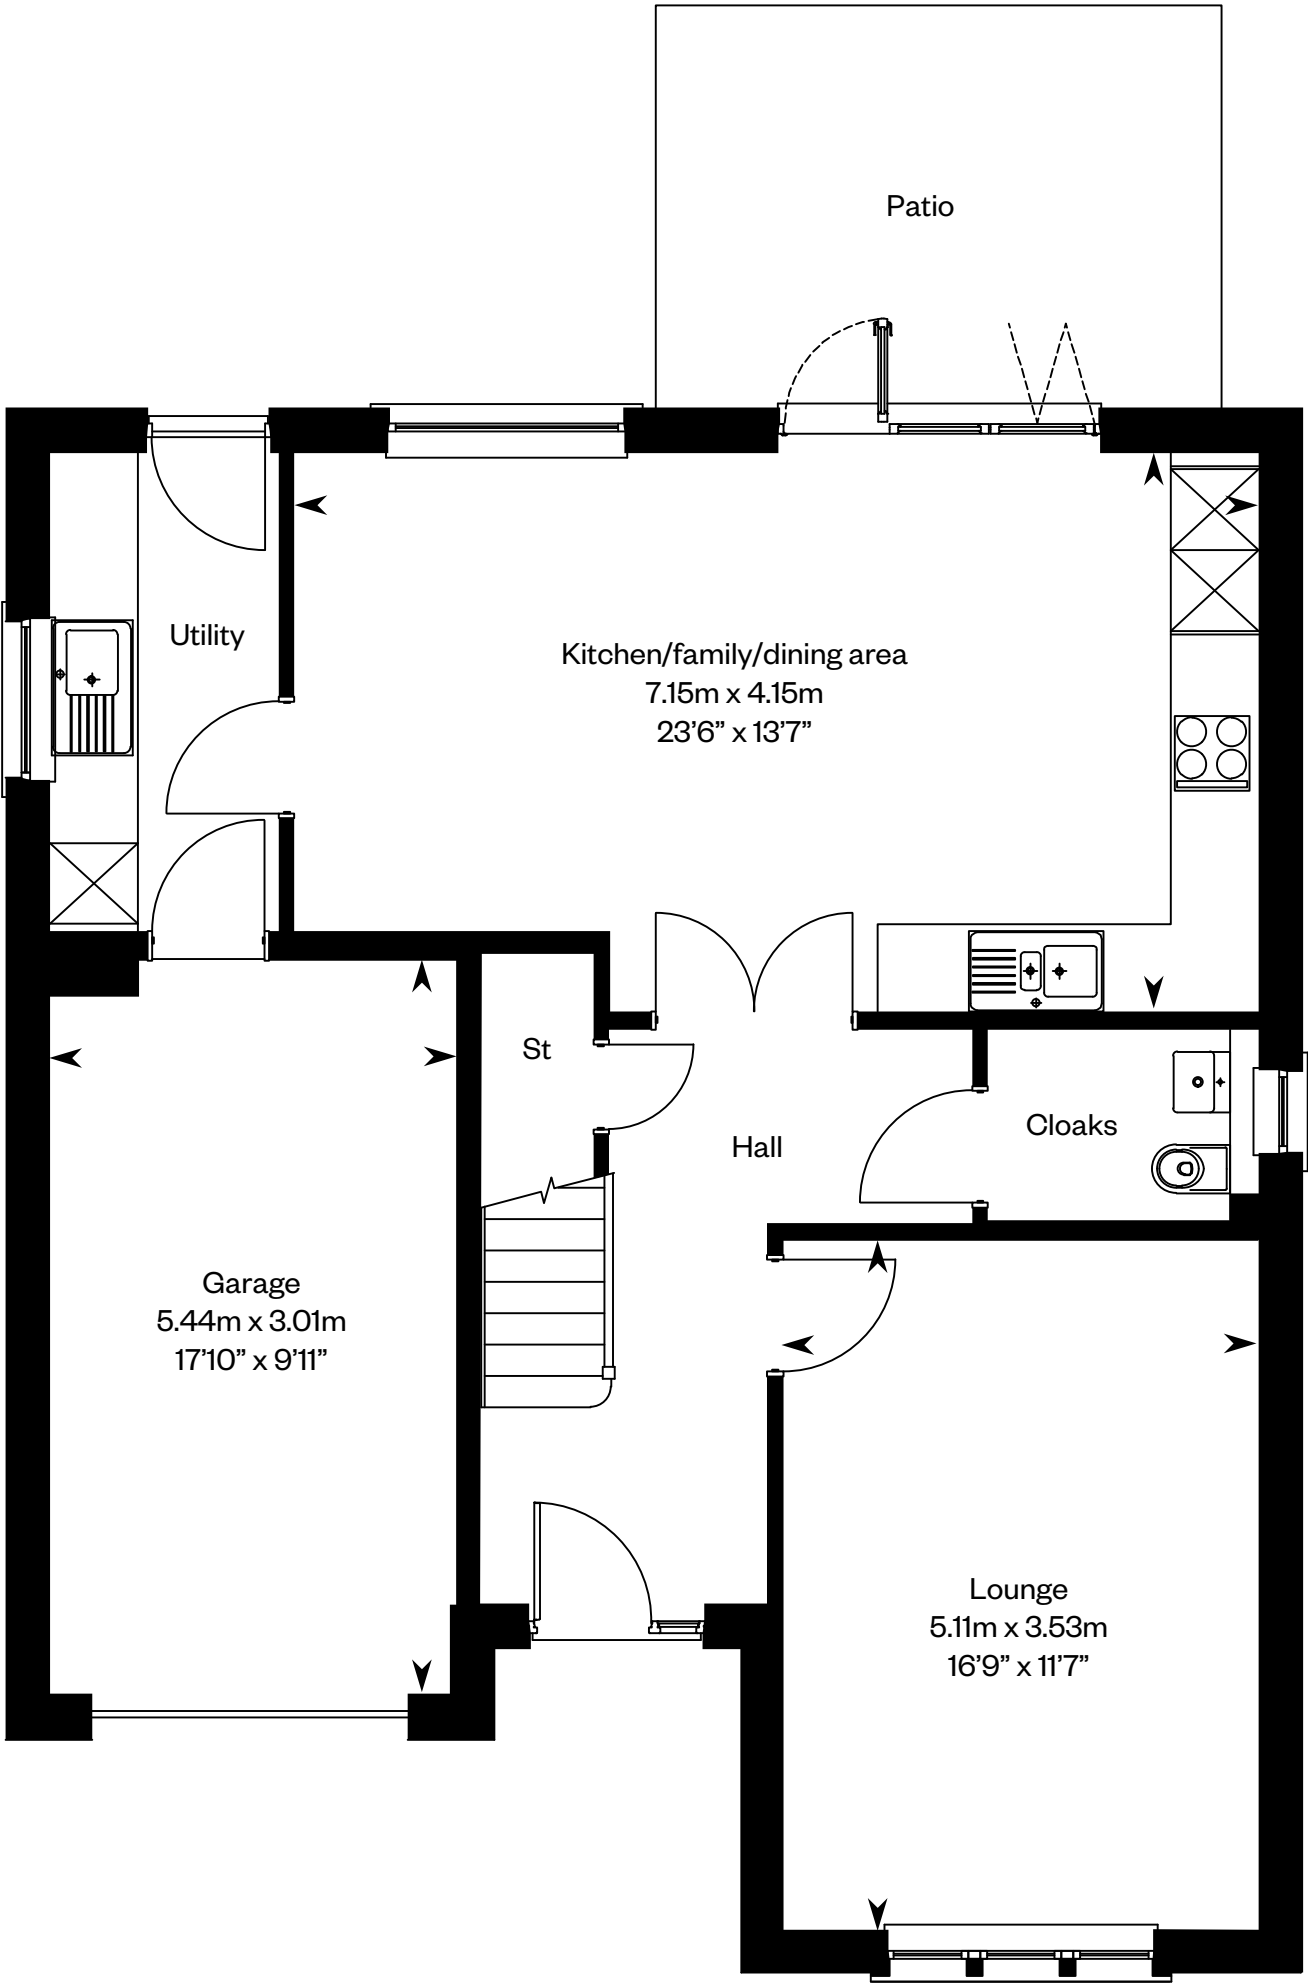 Patio
Utility
Kitchen/family/dining area
7.15m x 4.15m
23’6” x 13’7”
St
Hall
Cloaks
Garage
5.44m x 3.01m
17’10” x 9’11”
Lounge
5.11m x 3.53m
16’9” x 11’7”